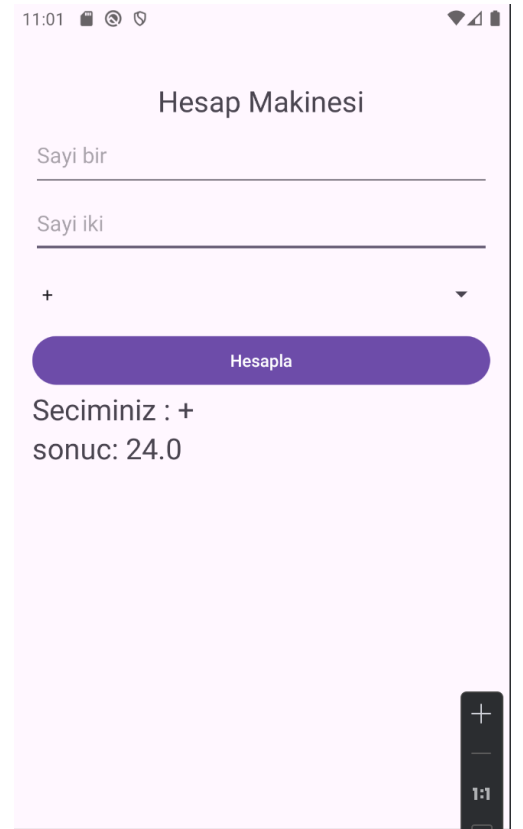 11:01
Hesap Makinesi
Sayi bir
Sayi iki
+
Hesapla
Seciminiz : +
sonuc: 24.0
1:1